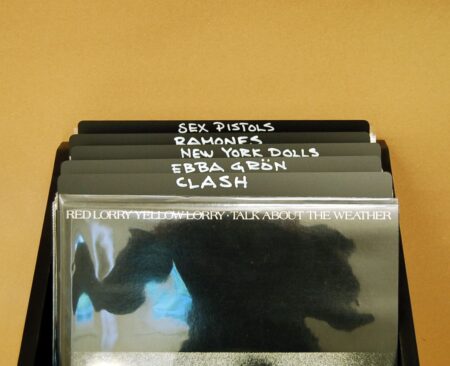 SEX PISTOLS
RAMONES
NEW YORK DOLLS
EBBA GRÖN
CLASH
RED LORRY YELLOW LORRY · TALK ABOUT THE WEATHER